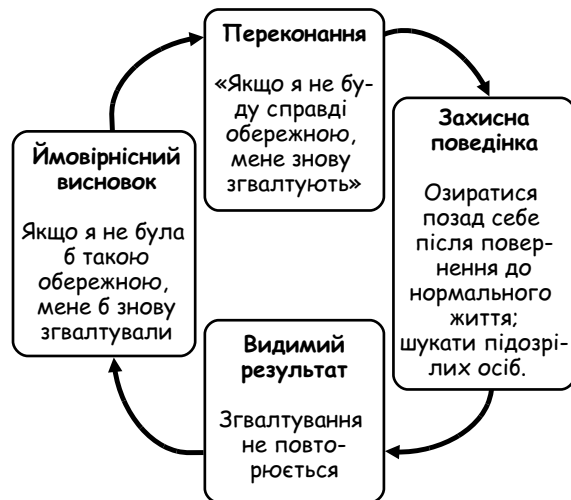 Переконання
«Якщо я не бу-
ду справді
обережною,
мене знову
згвалтують»
Захисна
поведінка
Озиратися
позад себе
після повер-
нення до
нормального
життя;
шукати підозрі-
лих осіб.
Видимий
результат
Згвалтування
не повто-
рюється
Ймовірнісний
висновок
Якщо я не була
б такою
обережною,
мене б знову
згвалтували